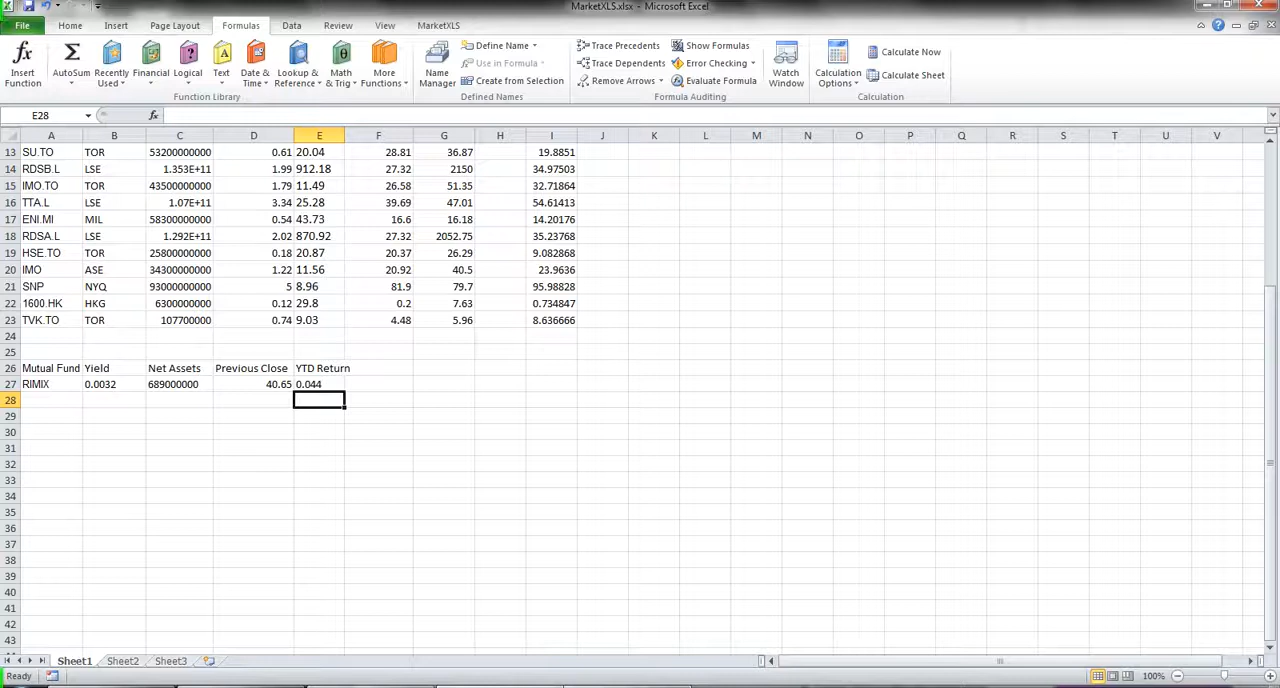 MarketXLS.xlsx - Microsoft Excel
File Home Insert Page Layout Formulas Data Review View MarketXLS
Insert Function
AutoSum
Recently Used
Financial
Logical
Text
Date & Time
Lookup & Reference
Math & Trig
More Functions
Function Library
Name Manager
Define Name
Use in Formula
Create from Selection
Defined Names
Trace Precedents
Trace Dependents
Remove Arrows
Show Formulas
Error Checking
Evaluate Formula
Formula Auditing
Watch Window
Calculation Options
Calculate Now
Calculate Sheet
Calculation
E28 fx
A B C D E F G H I J K L M N O P Q R S T U V
13 SU.TO TOR 53200000000 0.61 20.04 28.81 36.87 19.8851
14 RDSB.L LSE 1.353E+11 1.99 912.18 27.32 2150 34.97503
15 IMO.TO TOR 43500000000 1.79 11.49 26.58 51.35 32.71864
16 TTA.L LSE 1.07E+11 3.34 25.28 39.69 47.01 54.61413
17 ENI.MI MIL 58300000000 0.54 43.73 16.6 16.18 14.20176
18 RDSA.L LSE 1.292E+11 2.02 870.92 27.32 2052.75 35.23768
19 HSE.TO TOR 25800000000 0.18 20.87 20.37 26.29 9.082868
20 IMO ASE 34300000000 1.22 11.56 20.92 40.5 23.9636
21 SNP NYQ 93000000000 5 8.96 81.9 79.7 95.98828
22 1600.HK HKG 6300000000 0.12 29.8 0.2 7.63 0.734847
23 TVK.TO TOR 107700000 0.74 9.03 4.48 5.96 8.636666
24
25
26 Mutual Fund Yield Net Assets Previous Close YTD Return
27 RIMIX 0.0032 689000000 40.65 0.044
28
29
30
31
32
33
34
35
36
37
38
39
40
41
42
43
Sheet1 Sheet2 Sheet3
Ready 100%